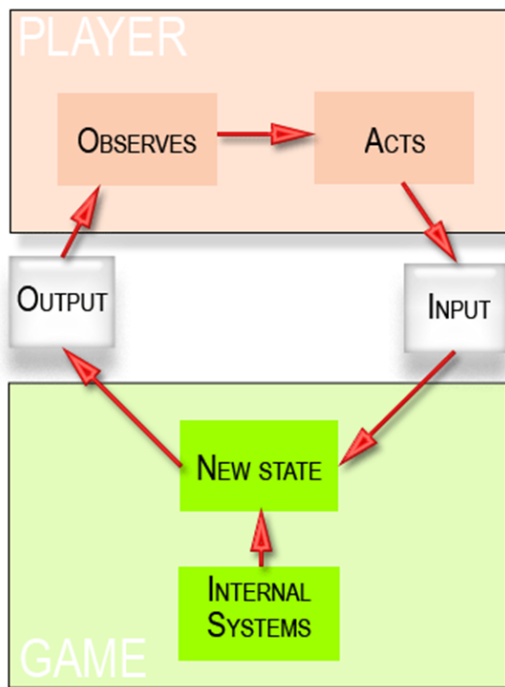 PLAYER
OBSERVES
ACTS
OUTPUT
INPUT
NEW STATE
INTERNAL
SYSTEMS
GAME